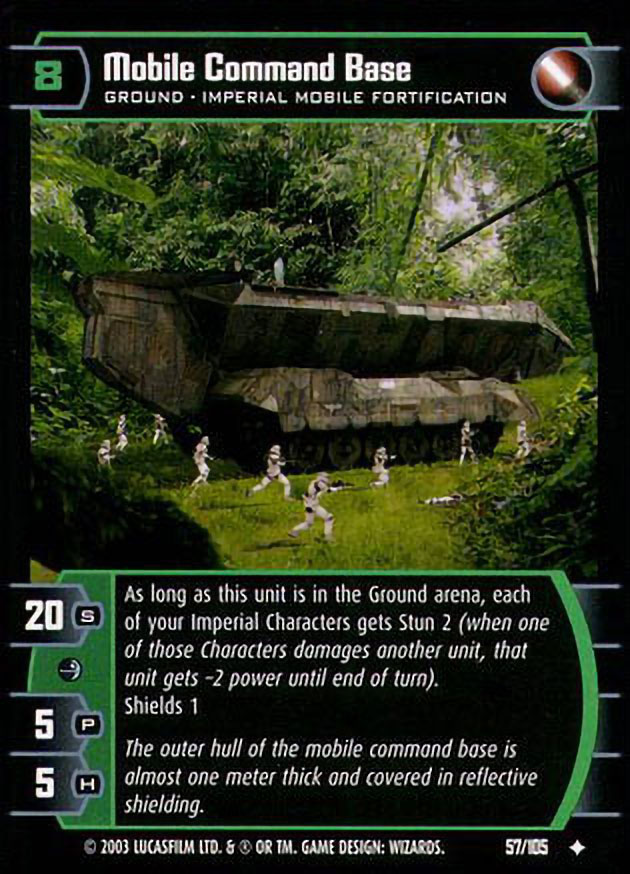 8
Mobile Command Base
GROUND · IMPERIAL MOBILE FORTIFICATION
20 S
5 P
5 H
As long as this unit is in the Ground arena, each
of your Imperial Characters gets Stun 2 (when one
of those Characters damages another unit, that
unit gets -2 power until end of turn).
Shields 1
The outer hull of the mobile command base is
almost one meter thick and covered in reflective
shielding.
© 2003 LUCASFILM LTD. & ® OR TM. GAME DESIGN: WIZARDS. 57/105